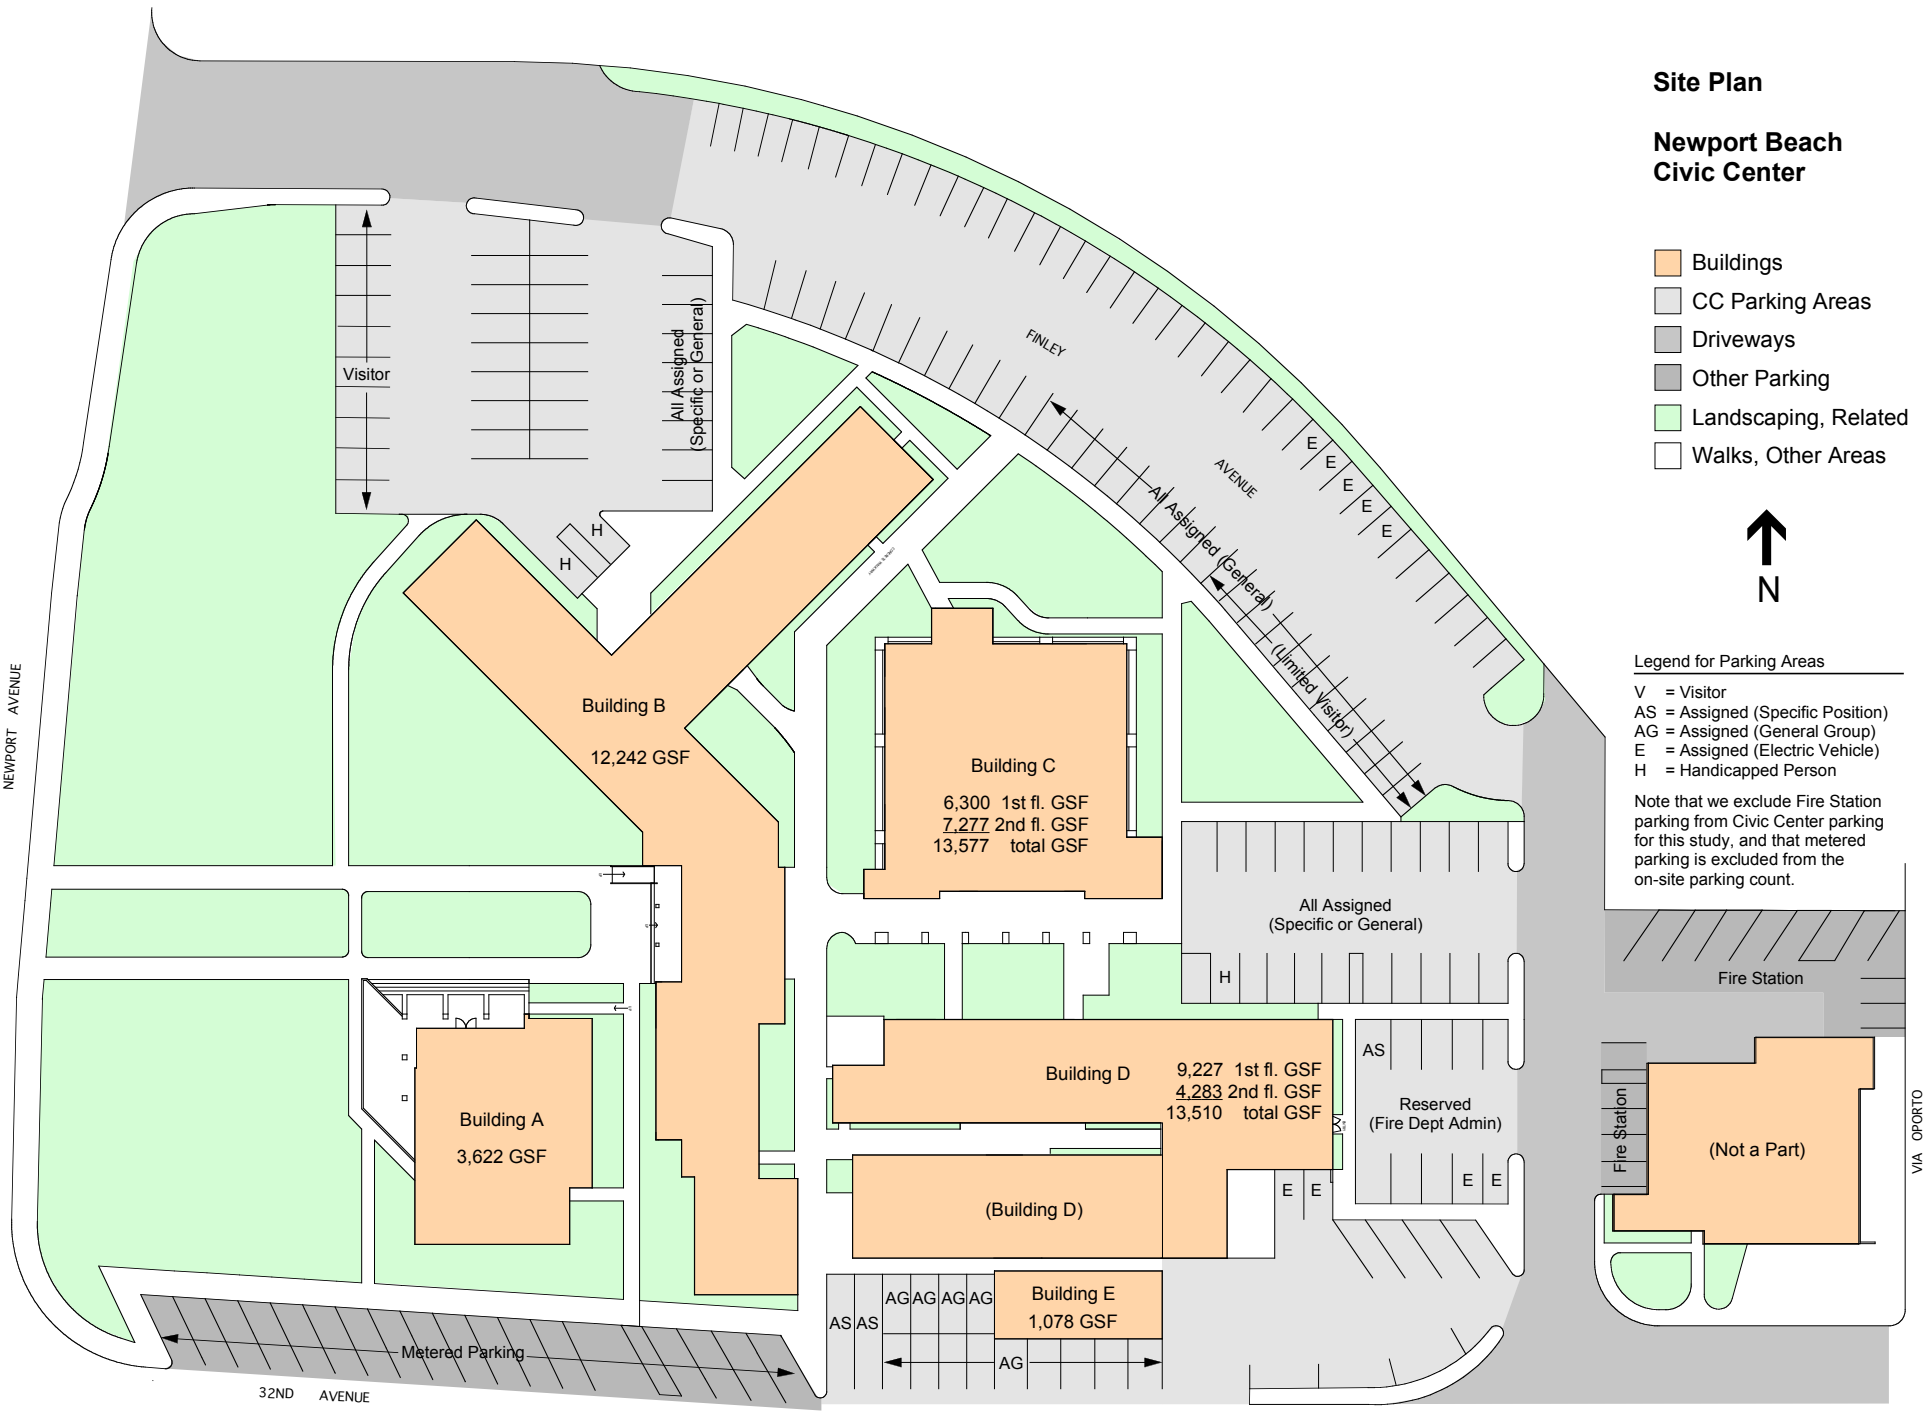 Site Plan
Newport Beach
Civic Center
Buildings
CC Parking Areas
Driveways
Other Parking
Landscaping, Related
Walks, Other Areas
N
Legend for Parking Areas
V = Visitor
AS = Assigned (Specific Position)
AG = Assigned (General Group)
E = Assigned (Electric Vehicle)
H = Handicapped Person
Note that we exclude Fire Station
parking from Civic Center parking
for this study, and that metered
parking is excluded from the
on-site parking count.
Visitor
All Assigned
(Specific or General)
FINLEY
AVENUE
E
E
E
E
E
All Assigned (General)
(Limited Visitor)
H
H
NEWPORT AVENUE
Building B
12,242 GSF
Building C
6,300 1st fl. GSF
7,277 2nd fl. GSF
13,577 total GSF
All Assigned
(Specific or General)
H
Fire Station
Building D
9,227 1st fl. GSF
4,283 2nd fl. GSF
13,510 total GSF
AS
Reserved
(Fire Dept Admin)
E
E
E
E
Fire Station
(Not a Part)
VIA OPORTO
Building A
3,622 GSF
(Building D)
AS
AS
AG
AG
AG
AG
Building E
1,078 GSF
AG
Metered Parking
32ND AVENUE